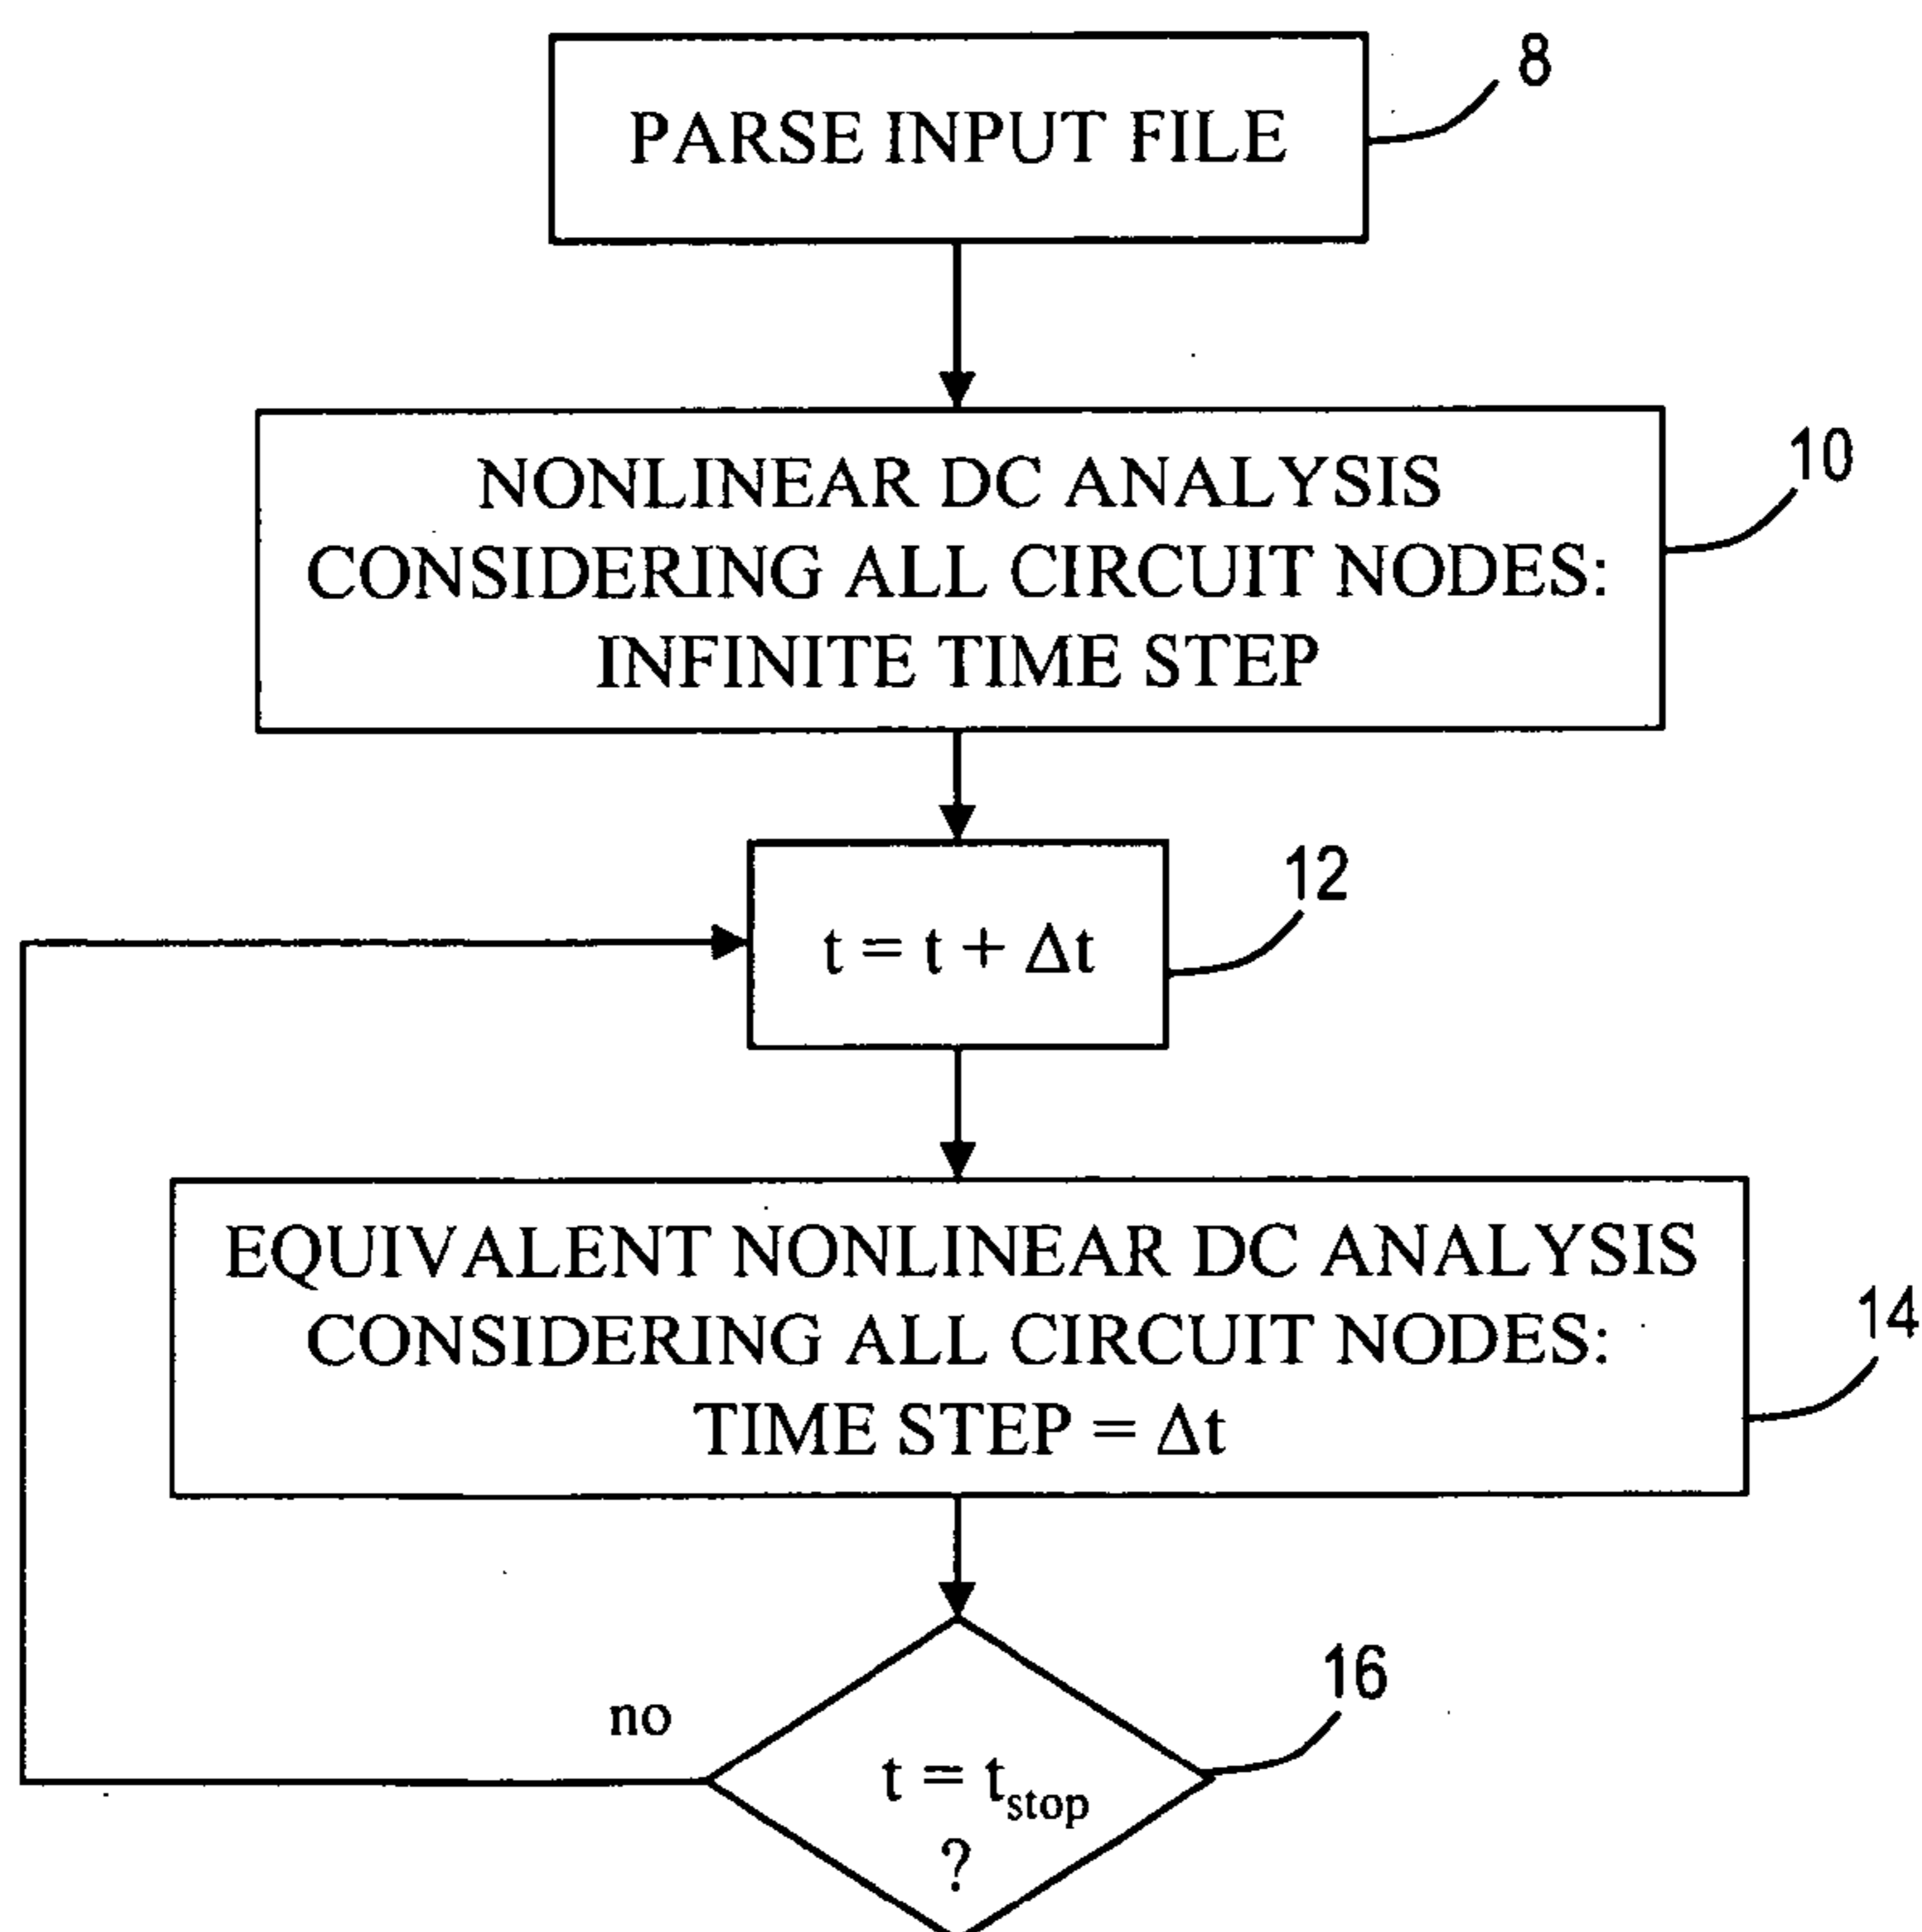 8
PARSE INPUT FILE
10
NONLINEAR DC ANALYSIS
CONSIDERING ALL CIRCUIT NODES:
INFINITE TIME STEP
12
t = t + Δt
EQUIVALENT NONLINEAR DC ANALYSIS
CONSIDERING ALL CIRCUIT NODES:
TIME STEP = Δt
14
16
no
t = tstop
?